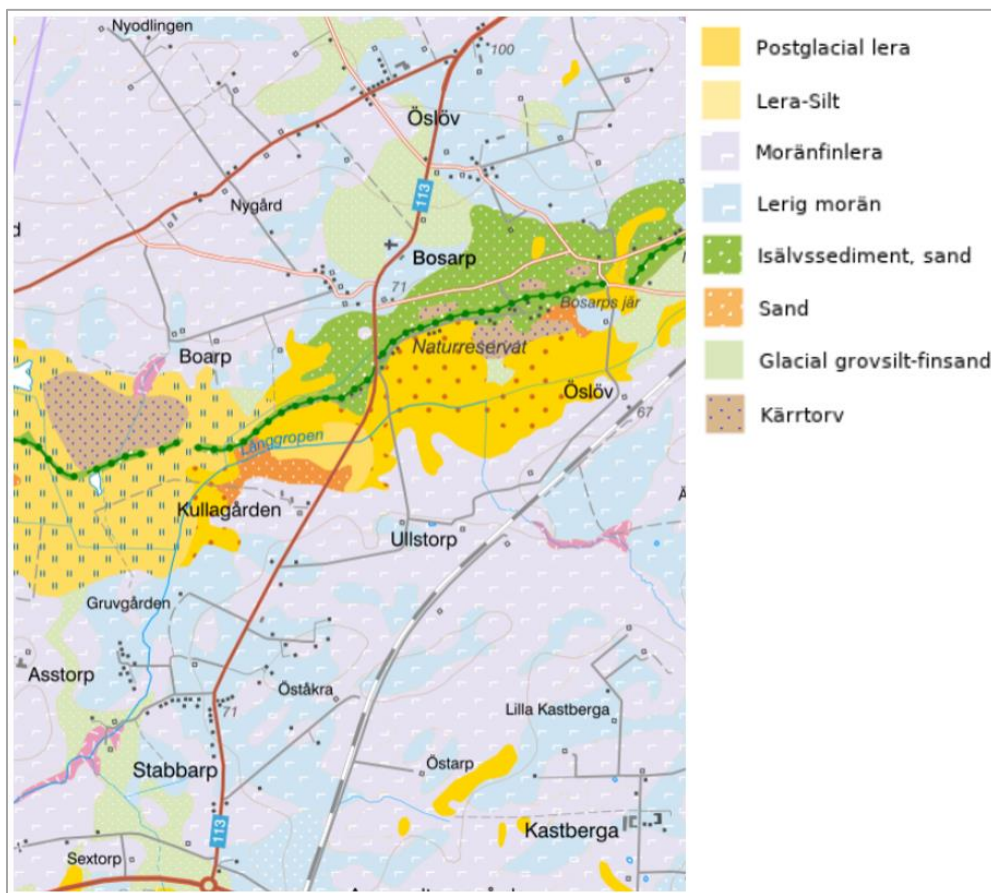 Nyodlingen
100
Öslöv
113
Nygård
d
Bosarp
71
Bosarps jär
Naturreservat
Boarp
Öslöv
67
Långgropen
Kullagården
Ullstorp
Gruvgården
Asstorp
Öståkra
71
Lilla Kastberga
Stabbarp
Östarp
113
Kastberga
Sextorp
Postglacial lera
Lera-Silt
Moränfinlera
Lerig morän
Isälvssediment, sand
Sand
Glacial grovsilt-finsand
Kärrtorv